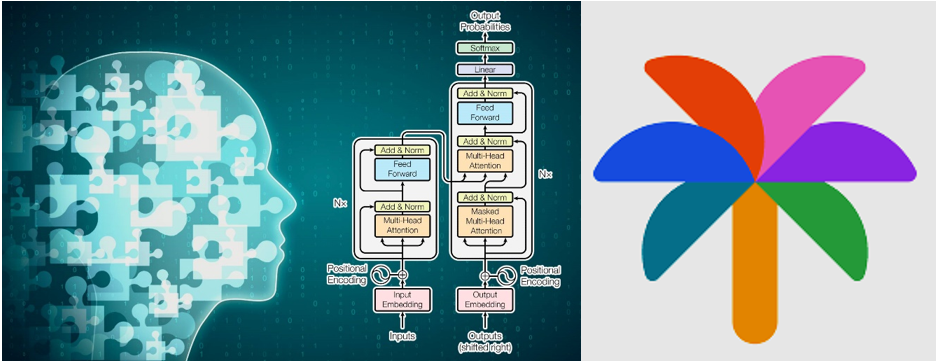 Output
Probabilities
Softmax
Linear
Add & Norm
Feed
Forward
Add & Norm
Multi-Head
Attention
Add & Norm
Masked
Multi-Head
Attention
Nx
Positional
Encoding
Output
Embedding
Outputs
(shifted right)
Add & Norm
Feed
Forward
Add & Norm
Multi-Head
Attention
Nx
Positional
Encoding
Input
Embedding
Inputs